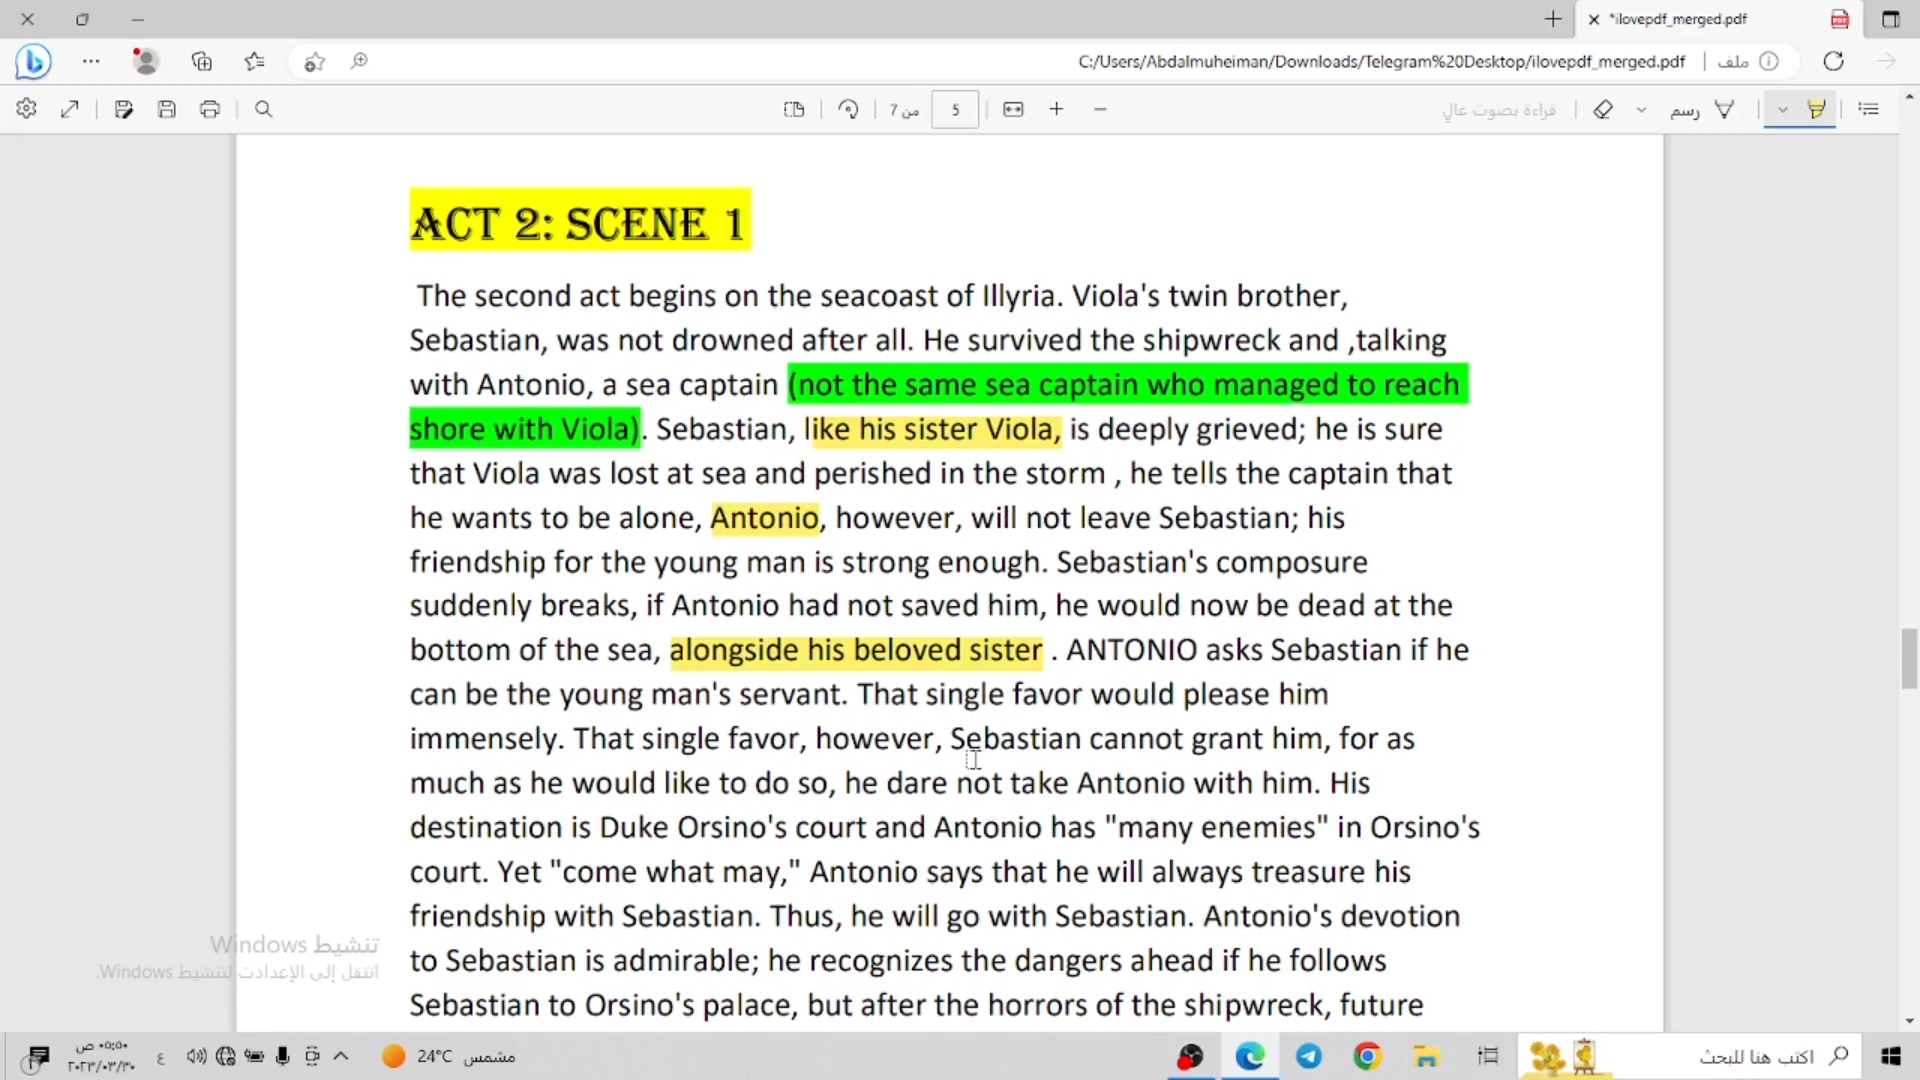 *ilovepdf_merged.pdf
C:/Users/Abdalmuheiman/Downloads/Telegram%20Desktop/ilovepdf_merged.pdf
ملف
5
من 7
قراءة بصوت عالٍ
رسم
ACT 2: SCENE 1
The second act begins on the seacoast of Illyria. Viola's twin brother,
Sebastian, was not drowned after all. He survived the shipwreck and ,talking
with Antonio, a sea captain (not the same sea captain who managed to reach
shore with Viola). Sebastian, like his sister Viola, is deeply grieved; he is sure
that Viola was lost at sea and perished in the storm , he tells the captain that
he wants to be alone, Antonio, however, will not leave Sebastian; his
friendship for the young man is strong enough. Sebastian's composure
suddenly breaks, if Antonio had not saved him, he would now be dead at the
bottom of the sea, alongside his beloved sister . ANTONIO asks Sebastian if he
can be the young man's servant. That single favor would please him
immensely. That single favor, however, Sebastian cannot grant him, for as
much as he would like to do so, he dare not take Antonio with him. His
destination is Duke Orsino's court and Antonio has "many enemies" in Orsino's
court. Yet "come what may," Antonio says that he will always treasure his
friendship with Sebastian. Thus, he will go with Sebastian. Antonio's devotion
to Sebastian is admirable; he recognizes the dangers ahead if he follows
Sebastian to Orsino's palace, but after the horrors of the shipwreck, future
تنشيط Windows
انتقل إلى الإعدادات لتنشيط Windows.
٠٥:٥٠ ص
٢٠٢٣/٠٣/٣٠
ع
24°C مشمس
اكتب هنا للبحث